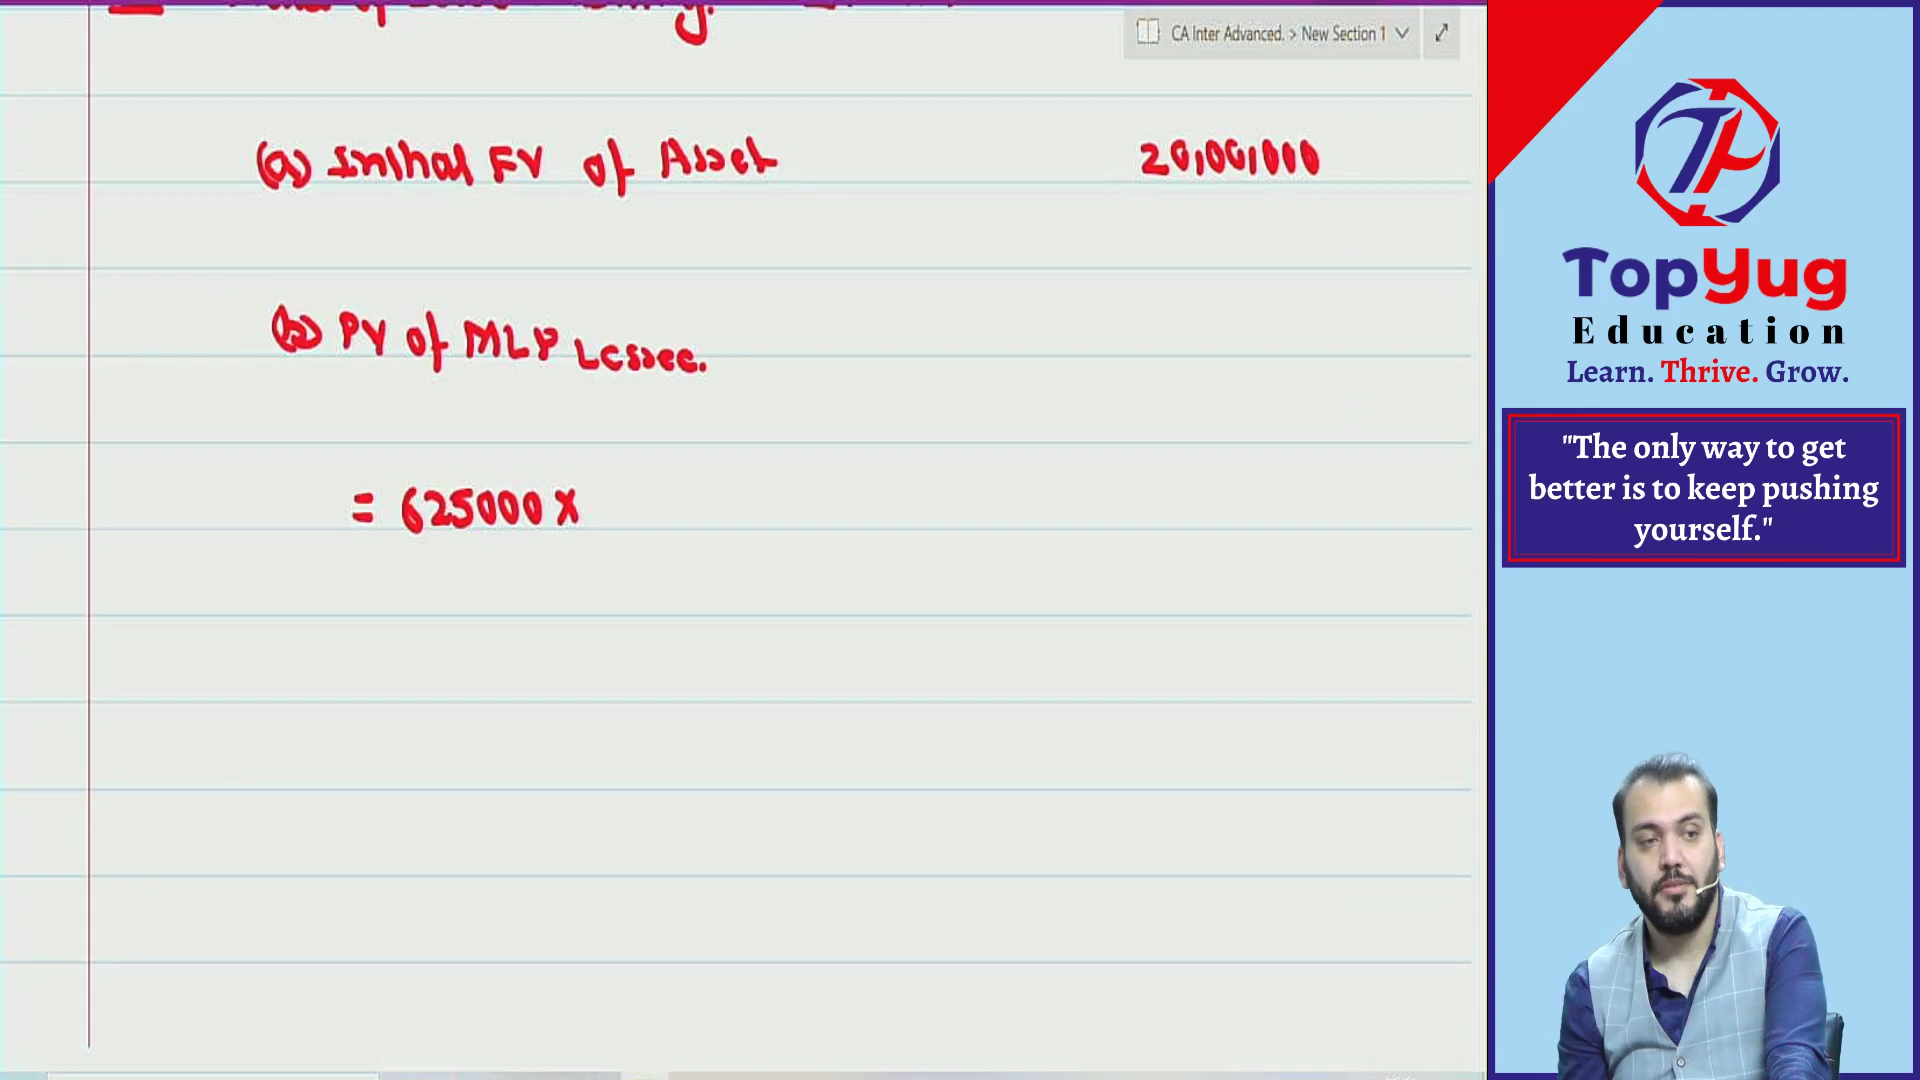 CA Inter Advanced. > New Section 1
(a) Initial FV of Asset 20,00,000
(b) PV of MLP Lessee.
= 625000 X
TopYug
Education
Learn. Thrive. Grow.
"The only way to get
better is to keep pushing
yourself."